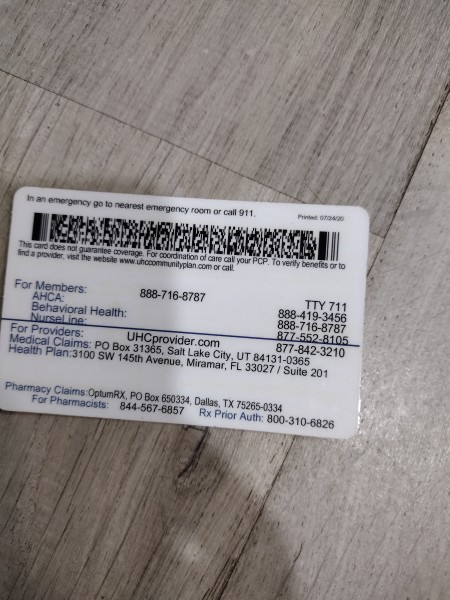 In an emergency go to nearest emergency room or call 911.
Printed: 07/24/20
This card does not guarantee coverage. For coordination of care call your PCP. To verify benefits or to
find a provider, visit the website www.uhccommunityplan.com or call.
For Members: 888-716-8787 TTY 711
AHCA: 888-419-3456
Behavioral Health: 888-716-8787
NurseLine: 877-552-8105
For Providers: UHCprovider.com 877-842-3210
Medical Claims: PO Box 31365, Salt Lake City, UT 84131-0365
Health Plan: 3100 SW 145th Avenue, Miramar, FL 33027 / Suite 201
Pharmacy Claims: OptumRX, PO Box 650334, Dallas, TX 75265-0334
For Pharmacists: 844-567-6857 Rx Prior Auth: 800-310-6826